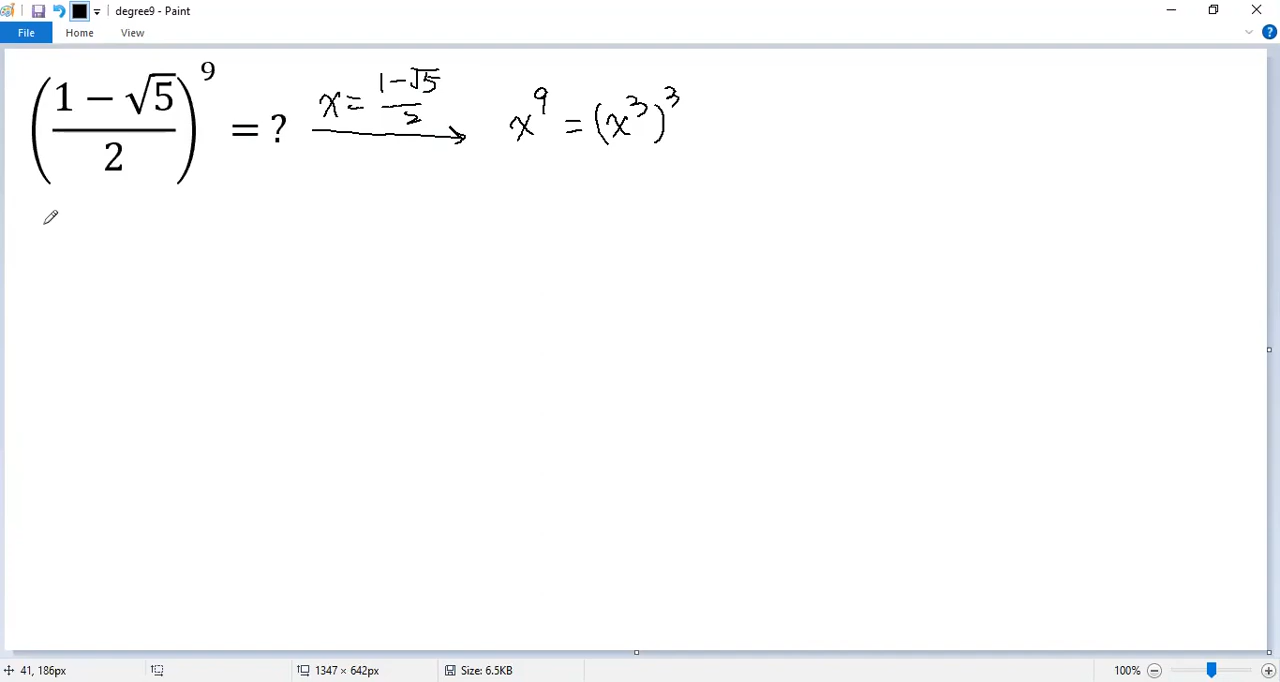 degree9 - Paint
File Home View
(1 − √5 / 2)^9 = ? x = 1 − √5 / 2 → x^9 = (x^3)^3
41, 186px 1347 × 642px Size: 6.5KB 100%